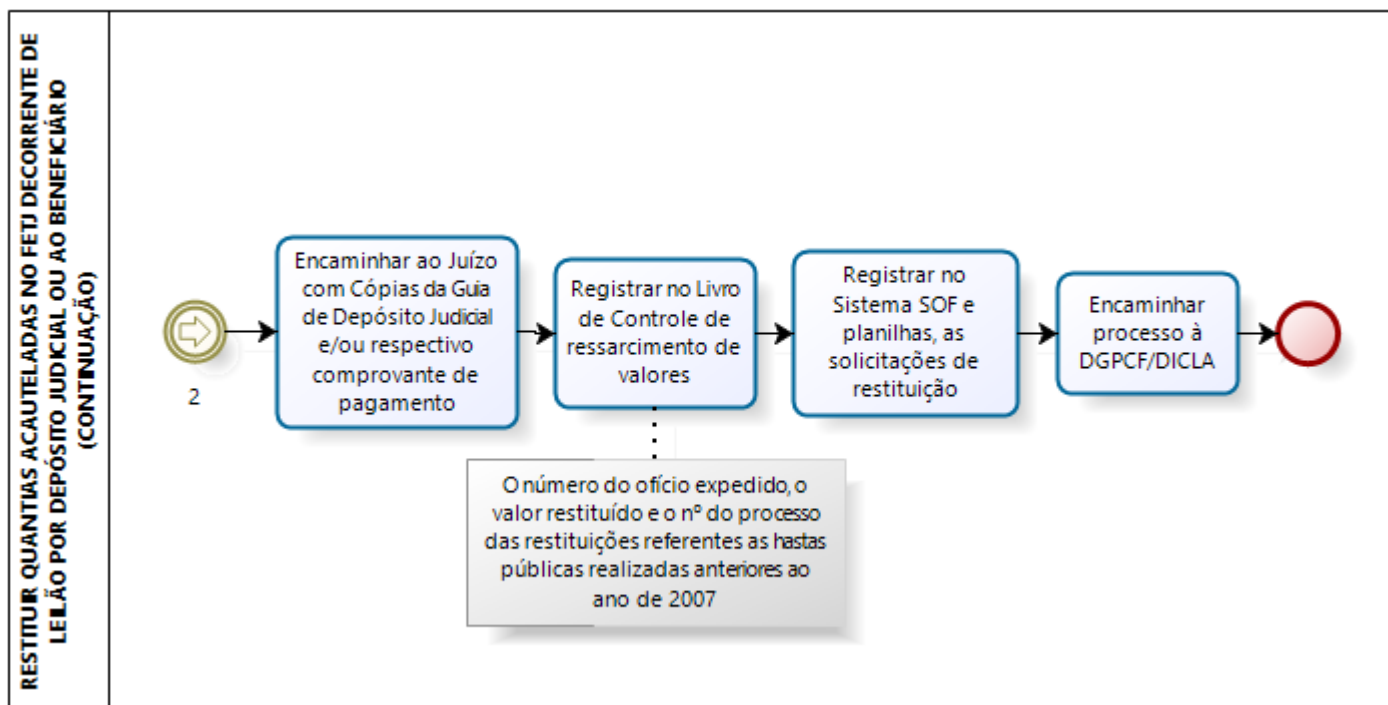 RESTITUIR QUANTIAS ACAUTELADAS NO FETJ DECORRENTE DE
LEILÃO POR DEPÓSITO JUDICIAL OU AO BENEFICIÁRIO
(CONTINUAÇÃO)
2
Encaminhar ao Juízo
com Cópias da Guia
de Depósito Judicial
e/ou respectivo
comprovante de
pagamento
Registrar no Livro
de Controle de
ressarcimento de
valores
Registrar no
Sistema SOF e
planilhas, as
solicitações de
restituição
Encaminhar
processo à
DGPCF/DICLA
O número do ofício expedido, o
valor restituído e o nº do processo
das restituições referentes as hastas
públicas realizadas anteriores ao
ano de 2007